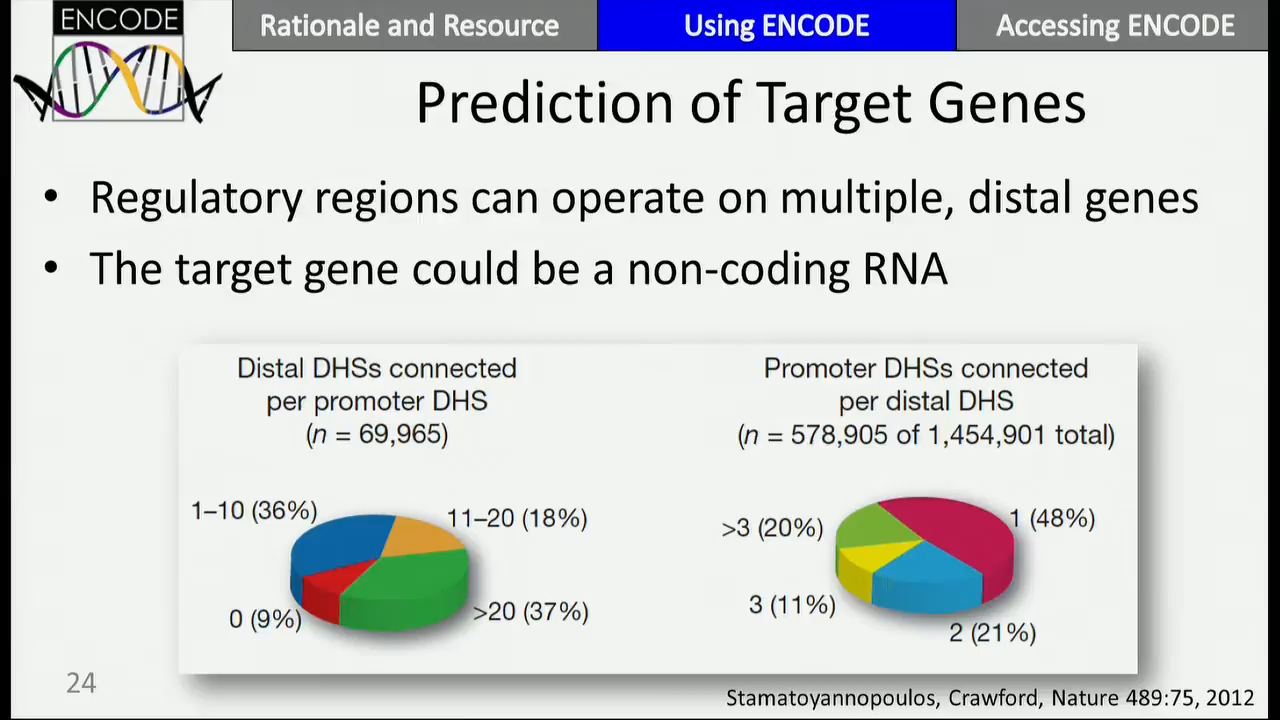 ENCODE
Rationale and Resource
Using ENCODE
Accessing ENCODE
Prediction of Target Genes
• Regulatory regions can operate on multiple, distal genes
• The target gene could be a non-coding RNA
Distal DHSs connected
per promoter DHS
(n = 69,965)
1–10 (36%)
11–20 (18%)
0 (9%)
>20 (37%)
Promoter DHSs connected
per distal DHS
(n = 578,905 of 1,454,901 total)
>3 (20%)
1 (48%)
3 (11%)
2 (21%)
24
Stamatoyannopoulos, Crawford, Nature 489:75, 2012